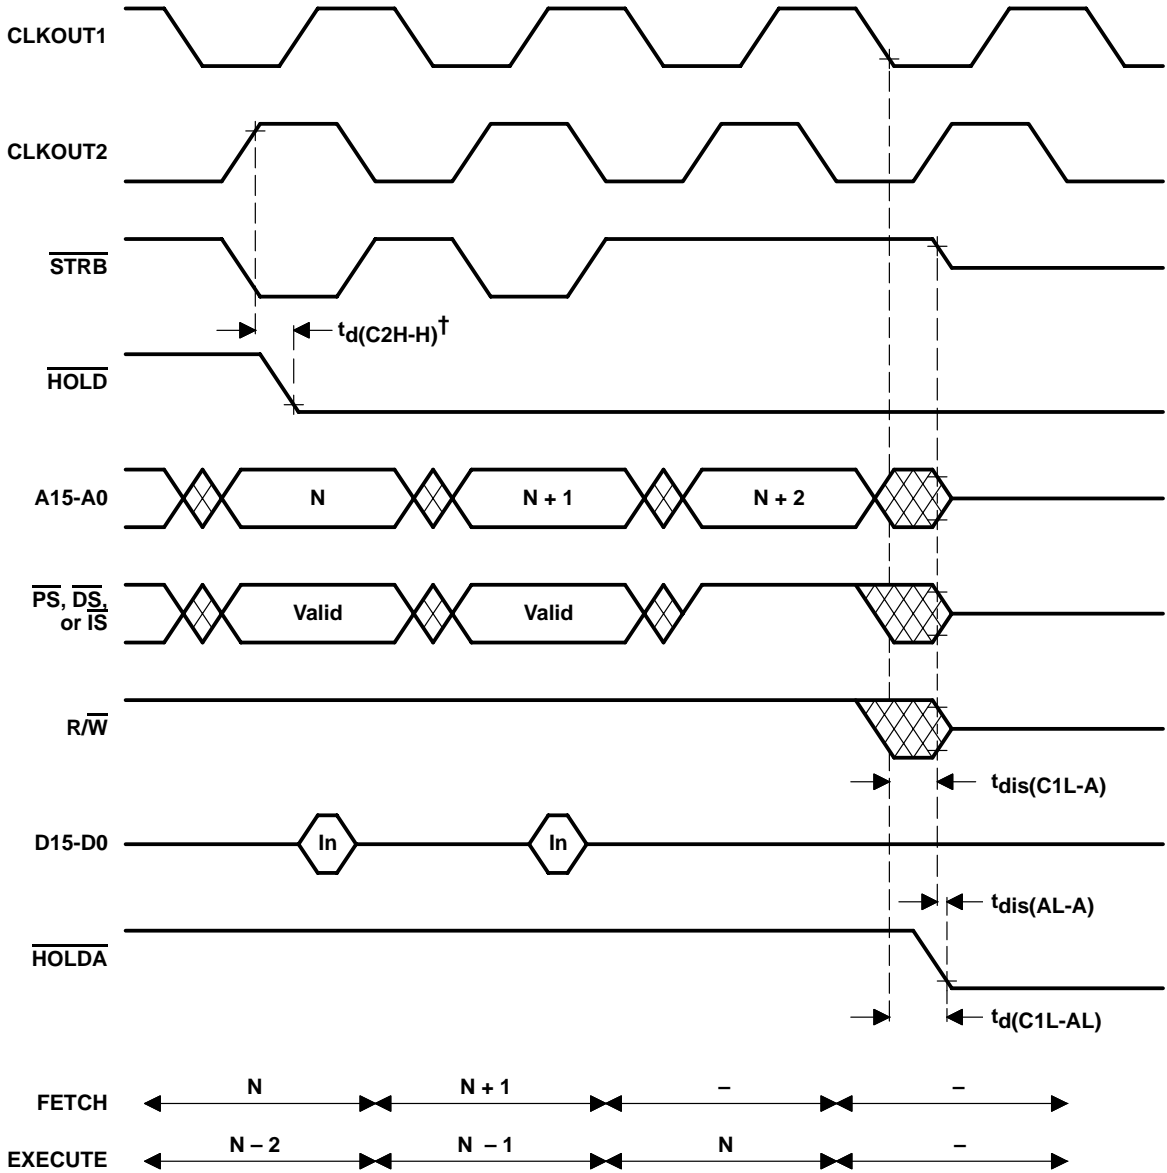 CLKOUT1
CLKOUT2
STRB
td(C2H-H)†
HOLD
A15-A0
N
N + 1
N + 2
PS, DS,
or IS
Valid
Valid
R/W
tdis(C1L-A)
D15-D0
In
In
tdis(AL-A)
HOLDA
td(C1L-AL)
FETCH
N
N + 1
–
–
EXECUTE
N – 2
N – 1
N
–